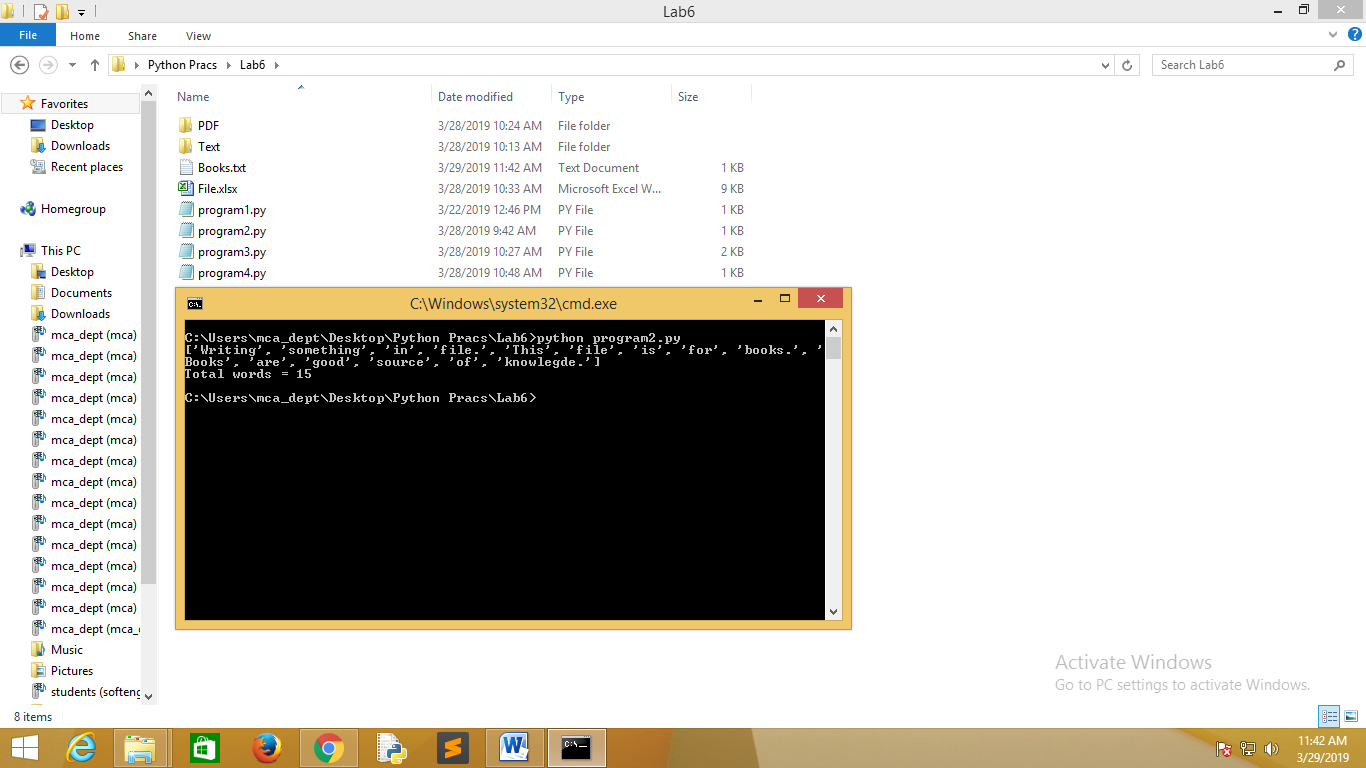 Lab6
File Home Share View
Python Pracs Lab6 Search Lab6
Name Date modified Type Size
Favorites
Desktop
Downloads
Recent places
Homegroup
This PC
Desktop
Documents
Downloads
mca_dept (mca)
mca_dept (mca)
mca_dept (mca)
mca_dept (mca)
mca_dept (mca)
mca_dept (mca)
mca_dept (mca)
mca_dept (mca)
mca_dept (mca)
mca_dept (mca)
mca_dept (mca)
mca_dept (mca)
mca_dept (mca)
mca_dept (mca)
mca_dept (mca_
Music
Pictures
students (softeng
PDF 3/28/2019 10:24 AM File folder
Text 3/28/2019 10:13 AM File folder
Books.txt 3/29/2019 11:42 AM Text Document 1 KB
File.xlsx 3/28/2019 10:33 AM Microsoft Excel W... 9 KB
program1.py 3/22/2019 12:46 PM PY File 1 KB
program2.py 3/28/2019 9:42 AM PY File 1 KB
program3.py 3/28/2019 10:27 AM PY File 2 KB
program4.py 3/28/2019 10:48 AM PY File 1 KB
C:\Windows\system32\cmd.exe
C:\Users\mca_dept\Desktop\Python Pracs\Lab6>python program2.py
['Writing', 'something', 'in', 'file.', 'This', 'file', 'is', 'for', 'books.', '
Books', 'are', 'good', 'source', 'of', 'knowlegde.']
Total words = 15
C:\Users\mca_dept\Desktop\Python Pracs\Lab6>
Activate Windows
Go to PC settings to activate Windows.
8 items
11:42 AM
3/29/2019